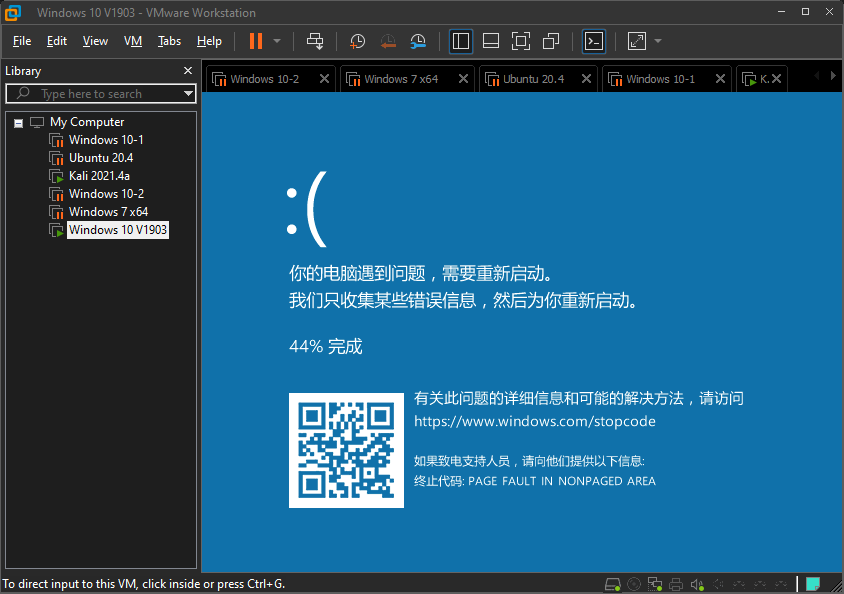 Windows 10 V1903 - VMware Workstation
File Edit View VM Tabs Help
Library
Type here to search
My Computer
Windows 10-1
Ubuntu 20.4
Kali 2021.4a
Windows 10-2
Windows 7 x64
Windows 10 V1903
Windows 10-2 Windows 7 x64 Ubuntu 20.4 Windows 10-1 K.
:(
你的电脑遇到问题，需要重新启动。
我们只收集某些错误信息，然后为你重新启动。
44% 完成
有关此问题的详细信息和可能的解决方法，请访问
https://www.windows.com/stopcode
如果致电支持人员，请向他们提供以下信息:
终止代码: PAGE FAULT IN NONPAGED AREA
To direct input to this VM, click inside or press Ctrl+G.